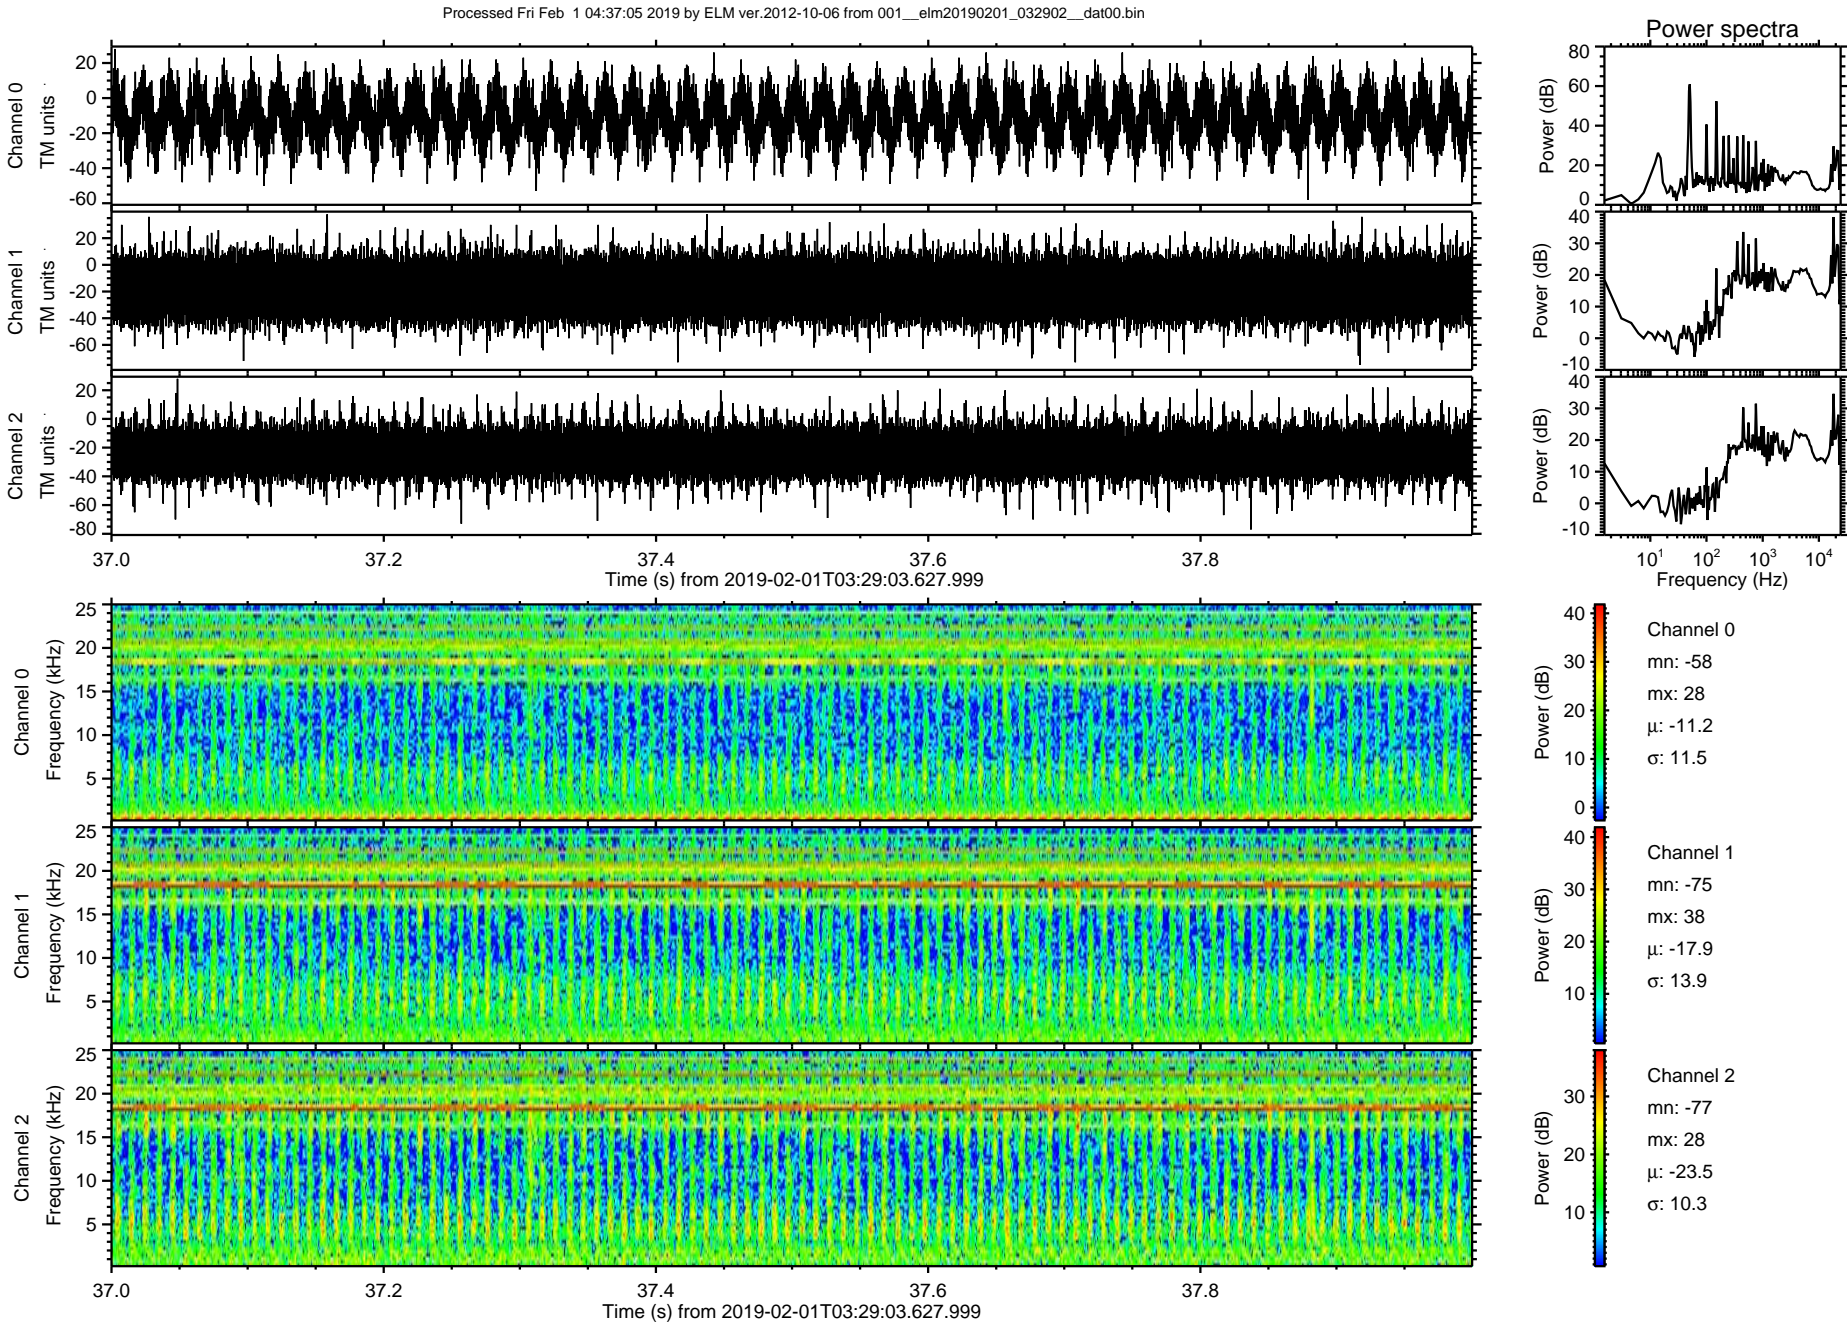 Processed Fri Feb  1 04:37:05 2019 by ELM ver.2012-10-06 from 001__elm20190201_032902__dat00.bin
Power spectra
Channel 0
TM units
20
0
-20
-40
-60
Power (dB)
80
60
40
20
0
Channel 1
TM units
20
0
-20
-40
-60
Power (dB)
40
30
20
10
0
-10
Channel 2
TM units
20
0
-20
-40
-60
-80
Power (dB)
40
30
20
10
0
-10
37.0 37.2 37.4 37.6 37.8
Time (s) from 2019-02-01T03:29:03.627.999
10^1 10^2 10^3 10^4
Frequency (Hz)
Channel 0
Frequency (kHz)
25
20
15
10
5
Power (dB)
40
30
20
10
0
Channel 0
mn: -58
mx: 28
μ: -11.2
σ: 11.5
Channel 1
Frequency (kHz)
25
20
15
10
5
Power (dB)
40
30
20
10
Channel 1
mn: -75
mx: 38
μ: -17.9
σ: 13.9
Channel 2
Frequency (kHz)
25
20
15
10
5
Power (dB)
30
20
10
Channel 2
mn: -77
mx: 28
μ: -23.5
σ: 10.3
37.0 37.2 37.4 37.6 37.8
Time (s) from 2019-02-01T03:29:03.627.999